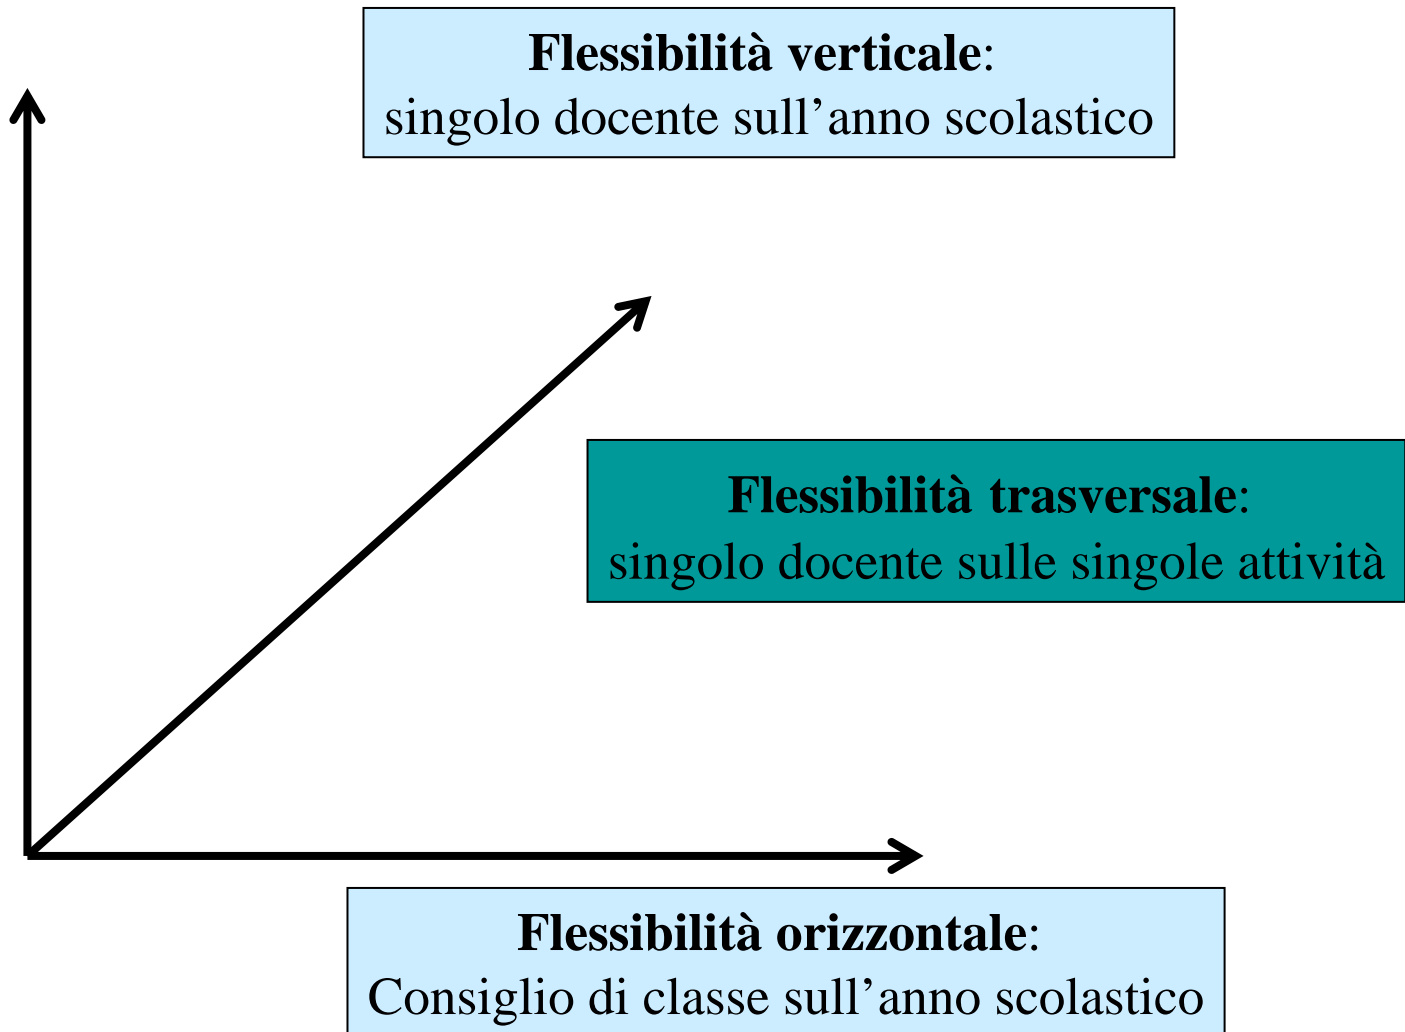 Flessibilità verticale:
singolo docente sull’anno scolastico
Flessibilità trasversale:
singolo docente sulle singole attività
Flessibilità orizzontale:
Consiglio di classe sull’anno scolastico